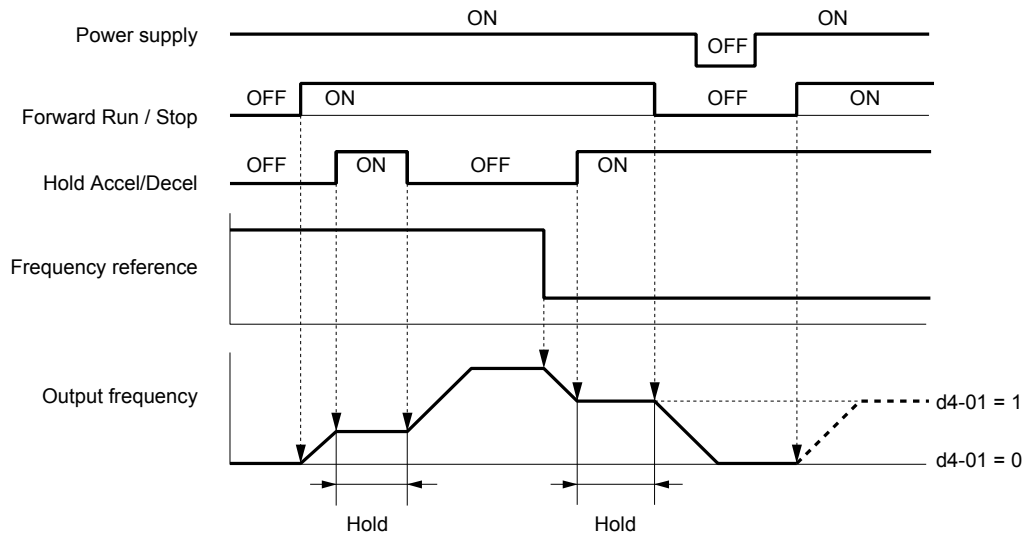 ON ON
Power supply OFF
OFF ON OFF ON
Forward Run / Stop
OFF ON OFF ON
Hold Accel/Decel
Frequency reference
Output frequency
d4-01 = 1
d4-01 = 0
Hold Hold